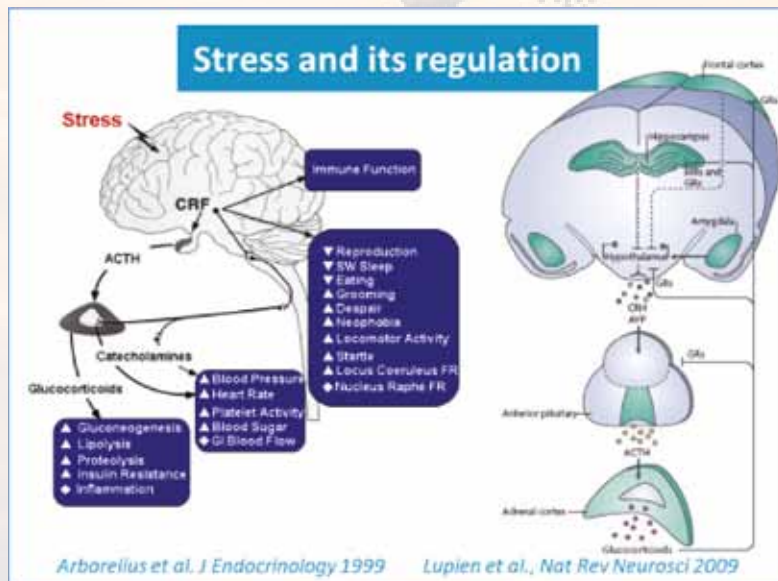 Stress and its regulation
Stress
CRF
Immune Function
ACTH
Reproduction
SW Sleep
Eating
Grooming
Despair
Neophobia
Locomotor Activity
Startle
Locus Coeruleus FR
Nucleus Raphé FR
Catecholamines
Blood Pressure
Heart Rate
Platelet Activity
Blood Sugar
GI Blood Flow
Glucocorticoids
Gluconeogenesis
Lipolysis
Proteolysis
Insulin Resistance
Inflammation
Frontal cortex
GRs
Hippocampus
MRs and
GRs
Amygdala
Hypothalamus
GRs
CRH
AVP
GRs
Anterior pituitary
ACTH
Adrenal cortex
Glucocorticoids
Arborelius et al. J Endocrinology 1999
Lupien et al., Nat Rev Neurosci 2009